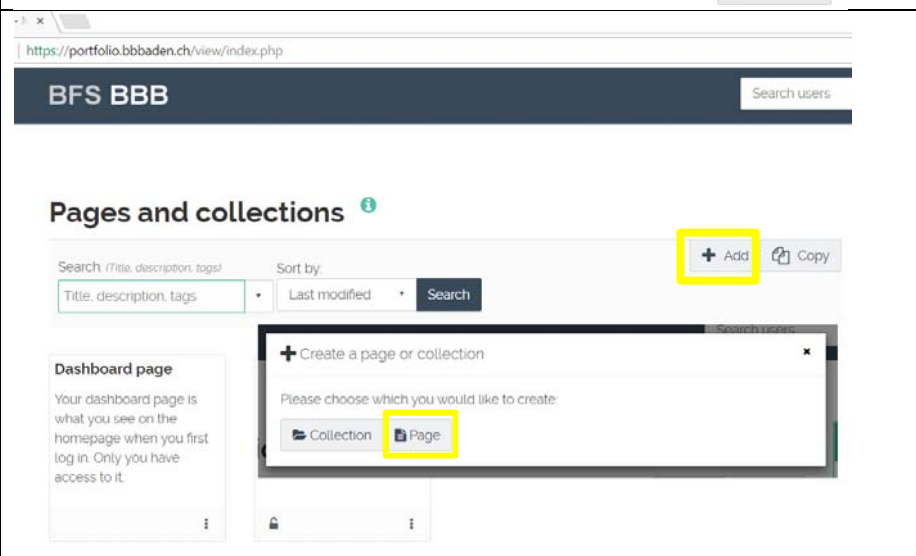 https://portfolio.bbbaden.ch/view/index.php
BFS BBB
Search users
Pages and collections
+ Add Copy
Search: (Title, description, tags) Sort by:
Title, description, tags Last modified Search
Search users
+ Create a page or collection ×
Please choose which you would like to create:
Collection Page
Dashboard page
Your dashboard page is
what you see on the
homepage when you first
log in. Only you have
access to it.